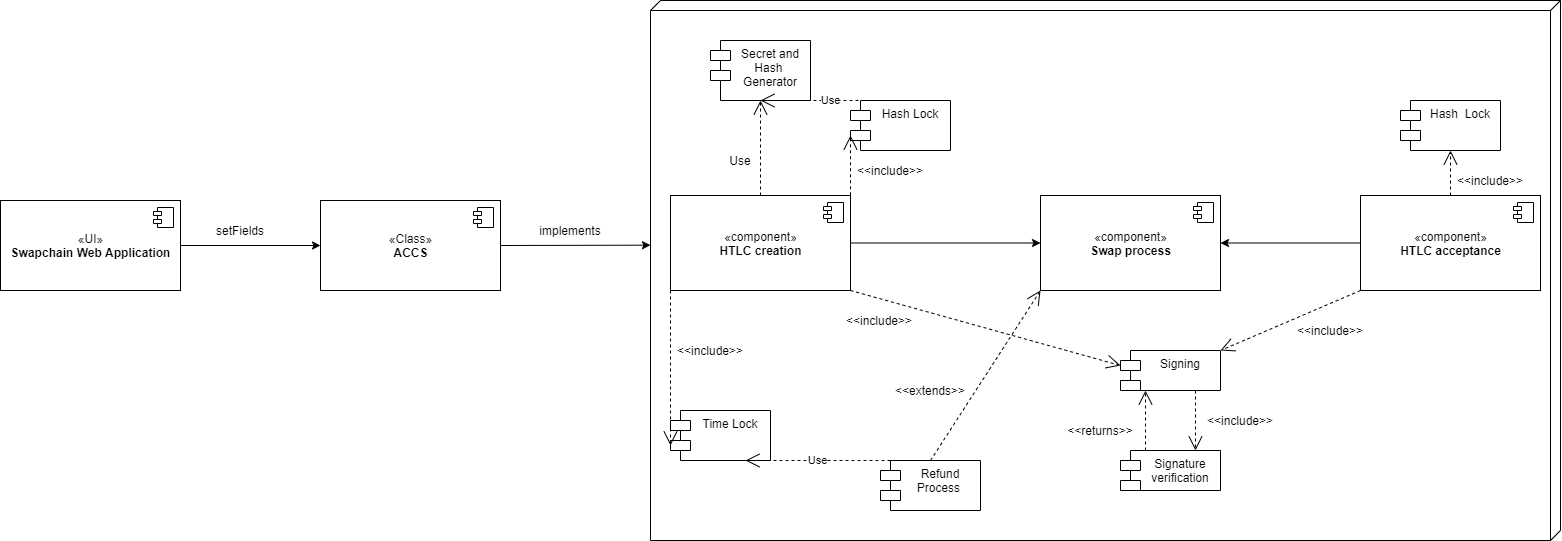 Secret and
Hash
Generator
Use
Hash Lock
Hash Lock
Use
<<include>>
<<include>>
«UI»
Swapchain Web Application
setFields
«Class»
ACCS
implements
«component»
HTLC creation
«component»
Swap process
«component»
HTLC acceptance
<<include>>
<<include>>
<<include>>
Signing
<<extends>>
<<returns>>
<<include>>
Time Lock
Use
Refund
Process
Signature
verification